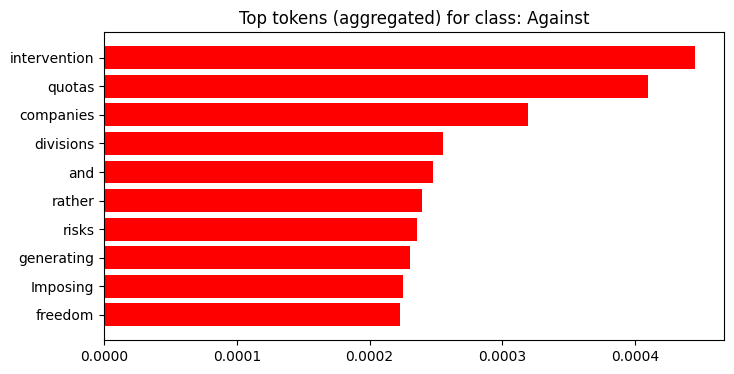 Top tokens (aggregated) for class: Against
intervention
quotas
companies
divisions
and
rather
risks
generating
Imposing
freedom
0.0000 0.0001 0.0002 0.0003 0.0004